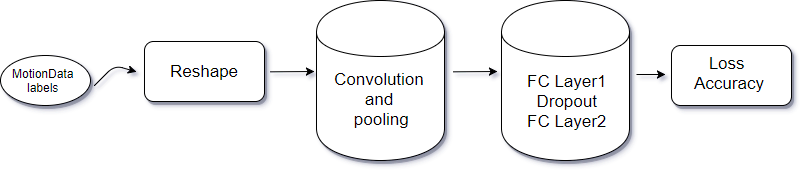 MotionData
labels
Reshape
Convolution
and
pooling
FC Layer1
Dropout
FC Layer2
Loss
Accuracy